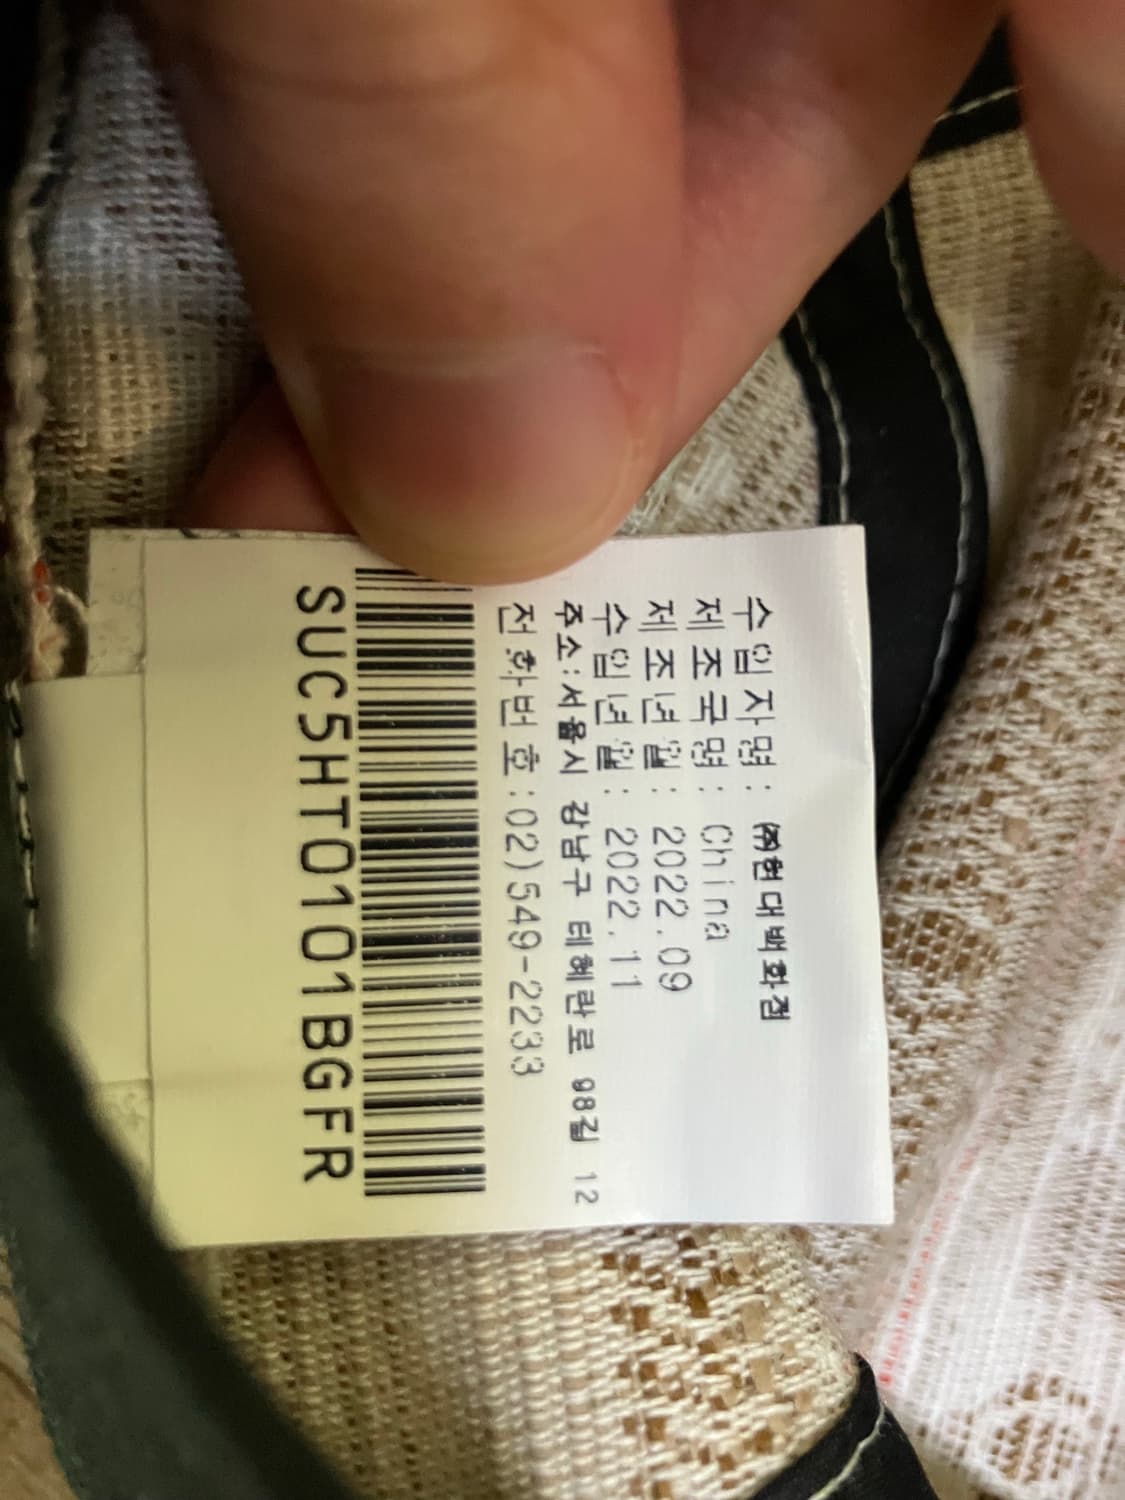 수입자명: ㈜현대백화점
제조국명: China
제조년월: 2022.09
수입년월: 2022.11
주소:서울시 강남구 테헤란로 98길 12
전화번호:02)549-2233
SUC5HT0101BGFR